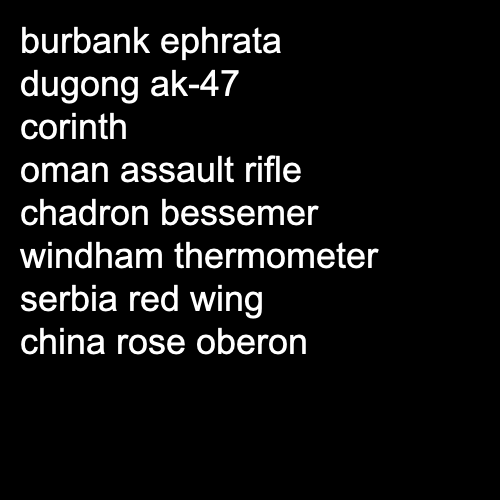 burbank ephrata
dugong ak-47
corinth
oman assault rifle
chadron bessemer
windham thermometer
serbia red wing
china rose oberon